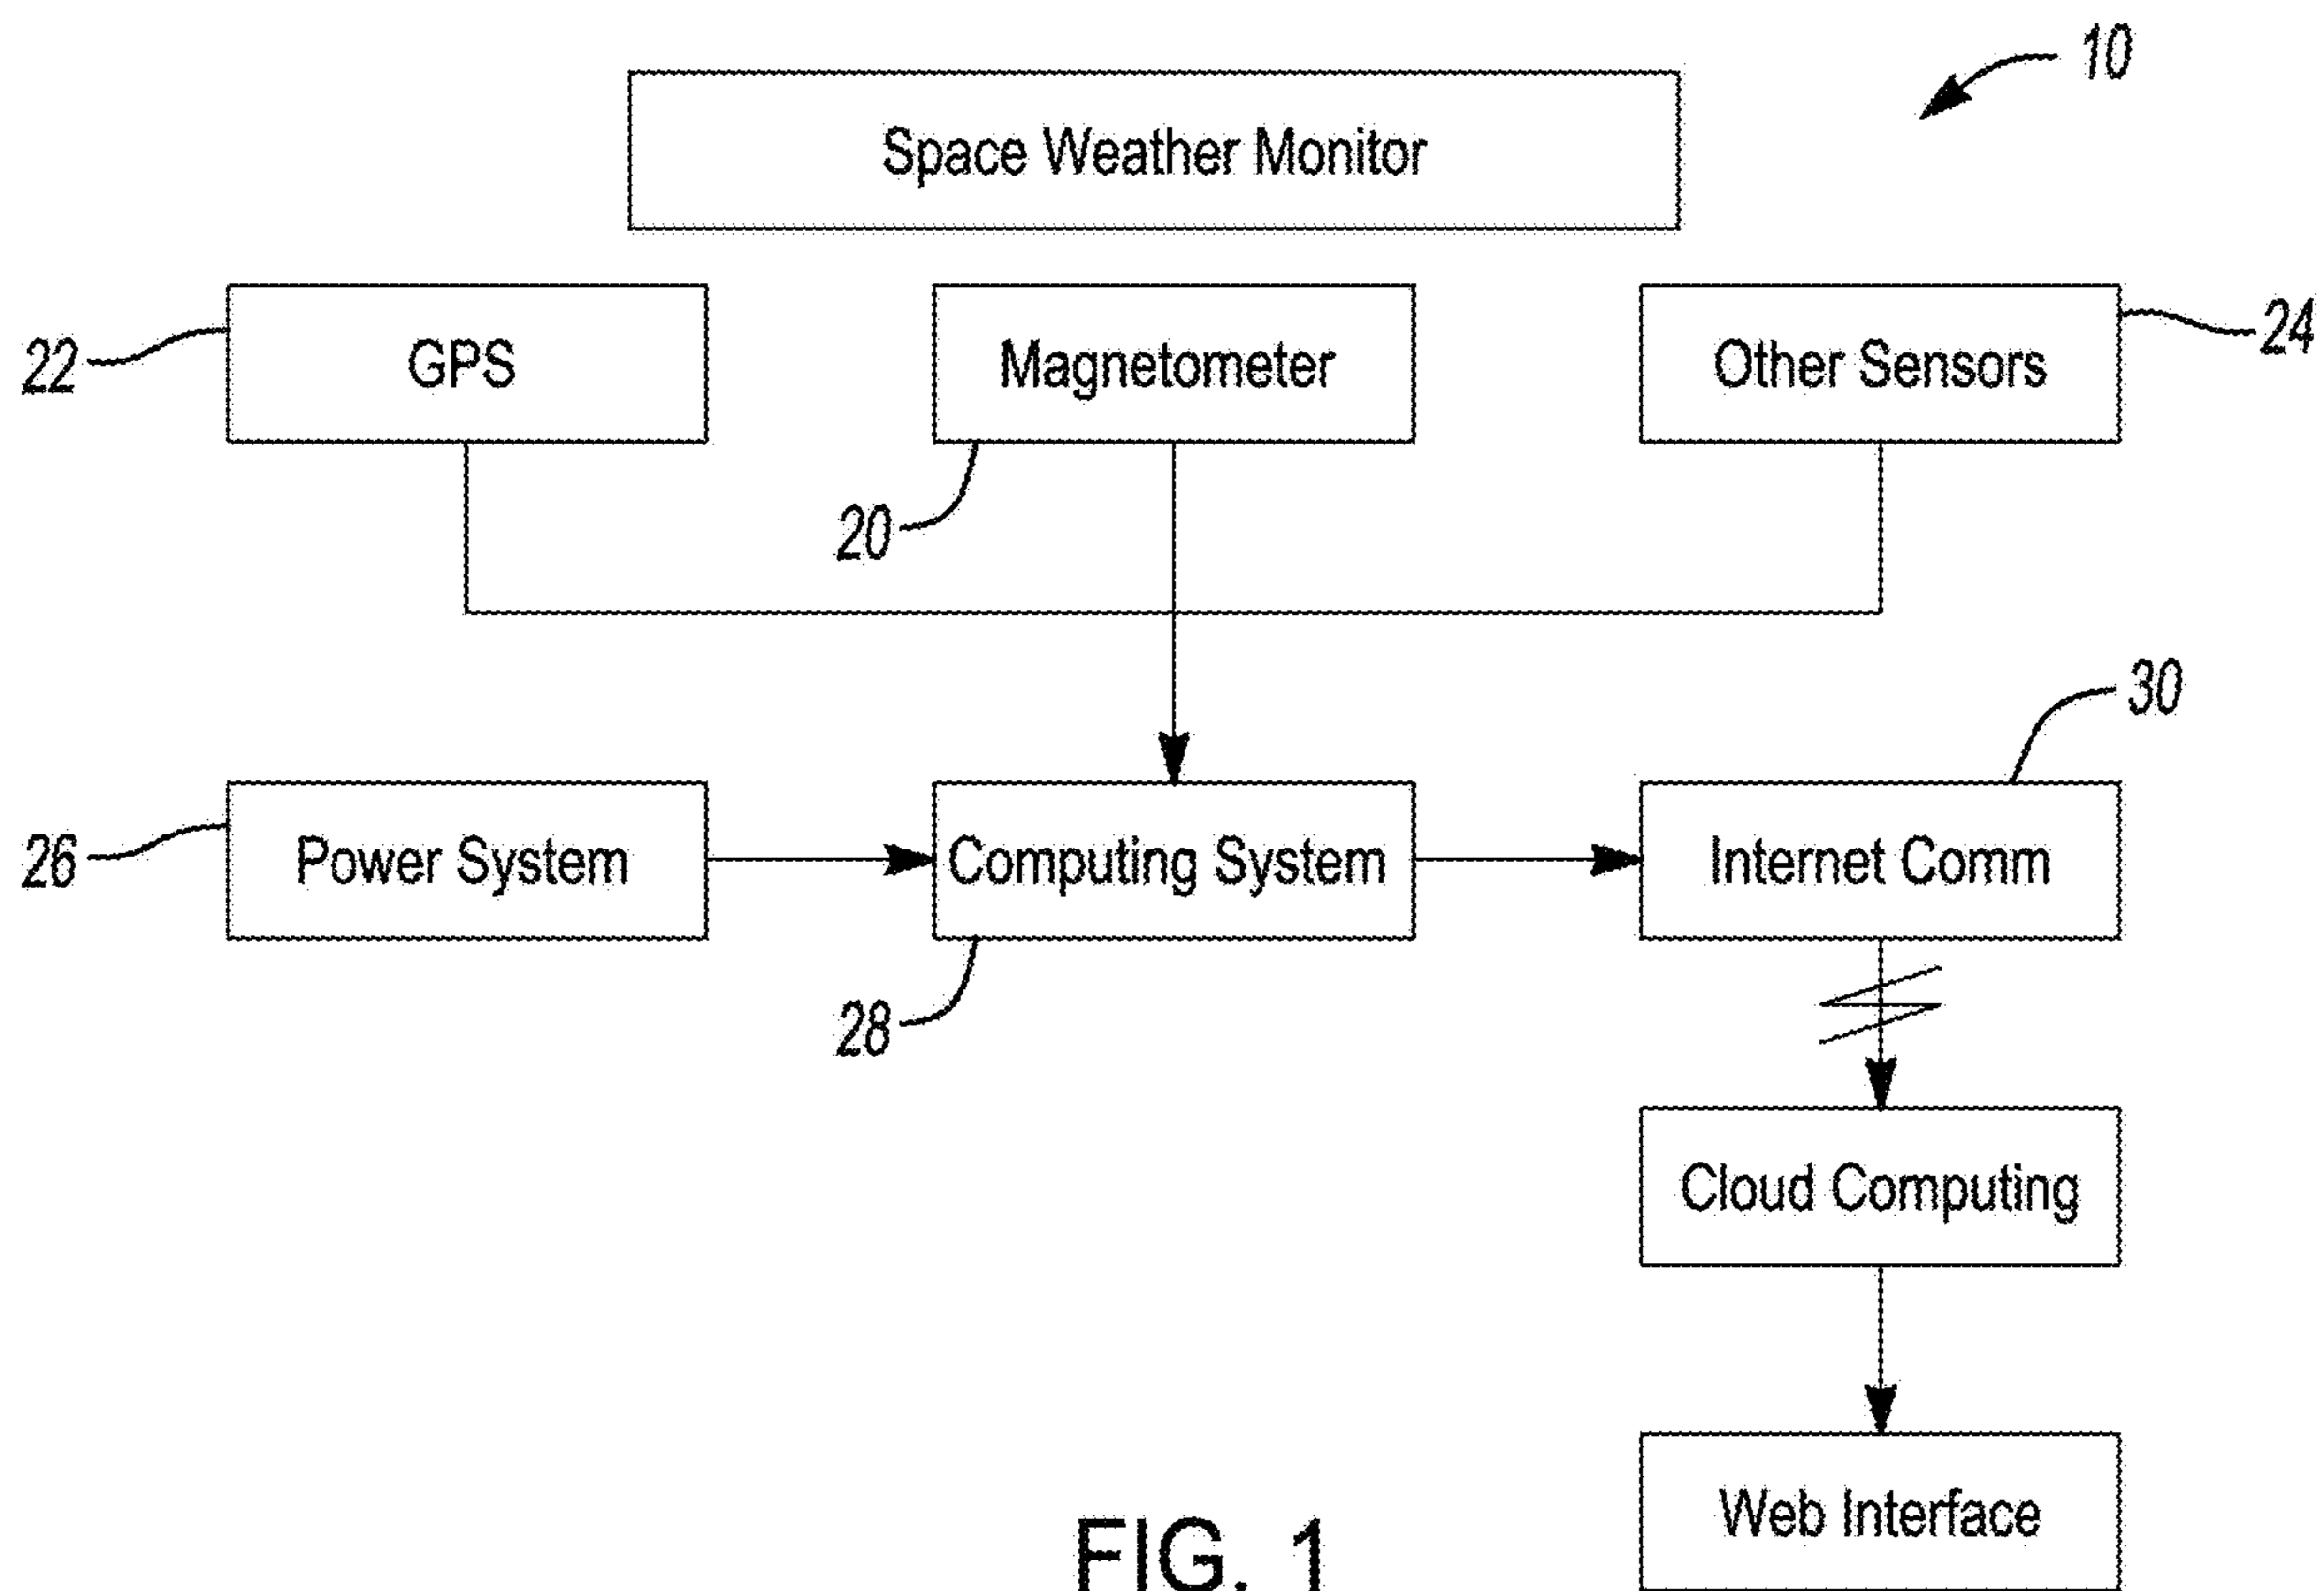 10
Space Weather Monitor
22
GPS
Magnetometer
Other Sensors
24
20
30
26
Power System
Computing System
Internet Comm
28
Cloud Computing
Web Interface
FIG. 1